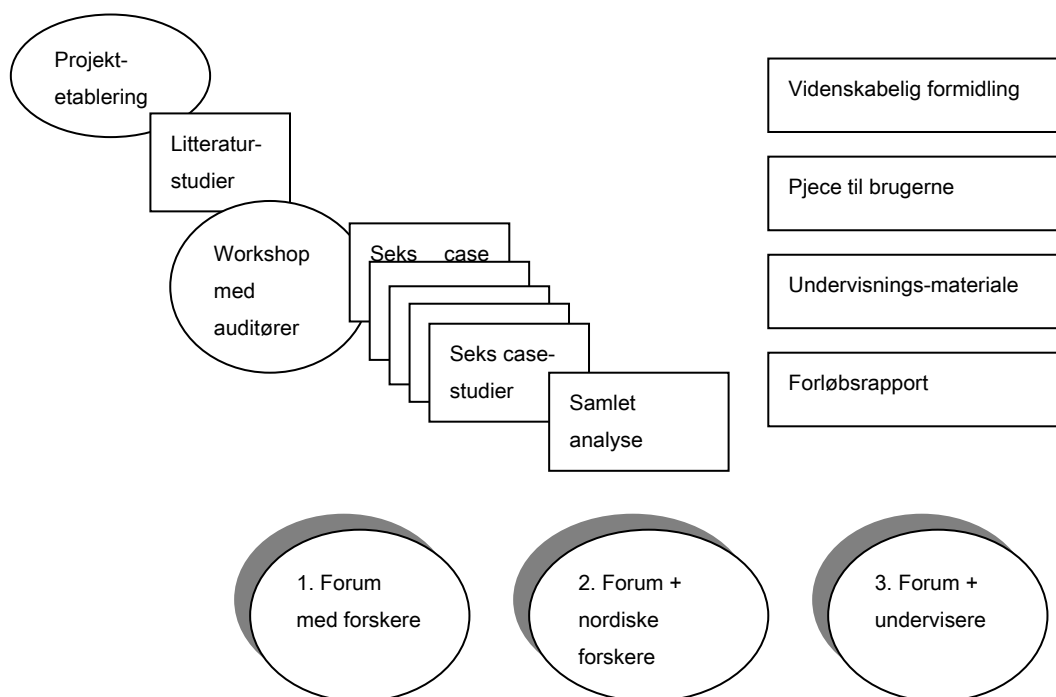 Projekt-
etablering
Litteratur-
studier
Workshop
med
auditører
Seks case
Seks case-
studier
Samlet
analyse
Videnskabelig formidling
Pjece til brugerne
Undervisnings-materiale
Forløbsrapport
1. Forum
med forskere
2. Forum +
nordiske
forskere
3. Forum +
undervisere